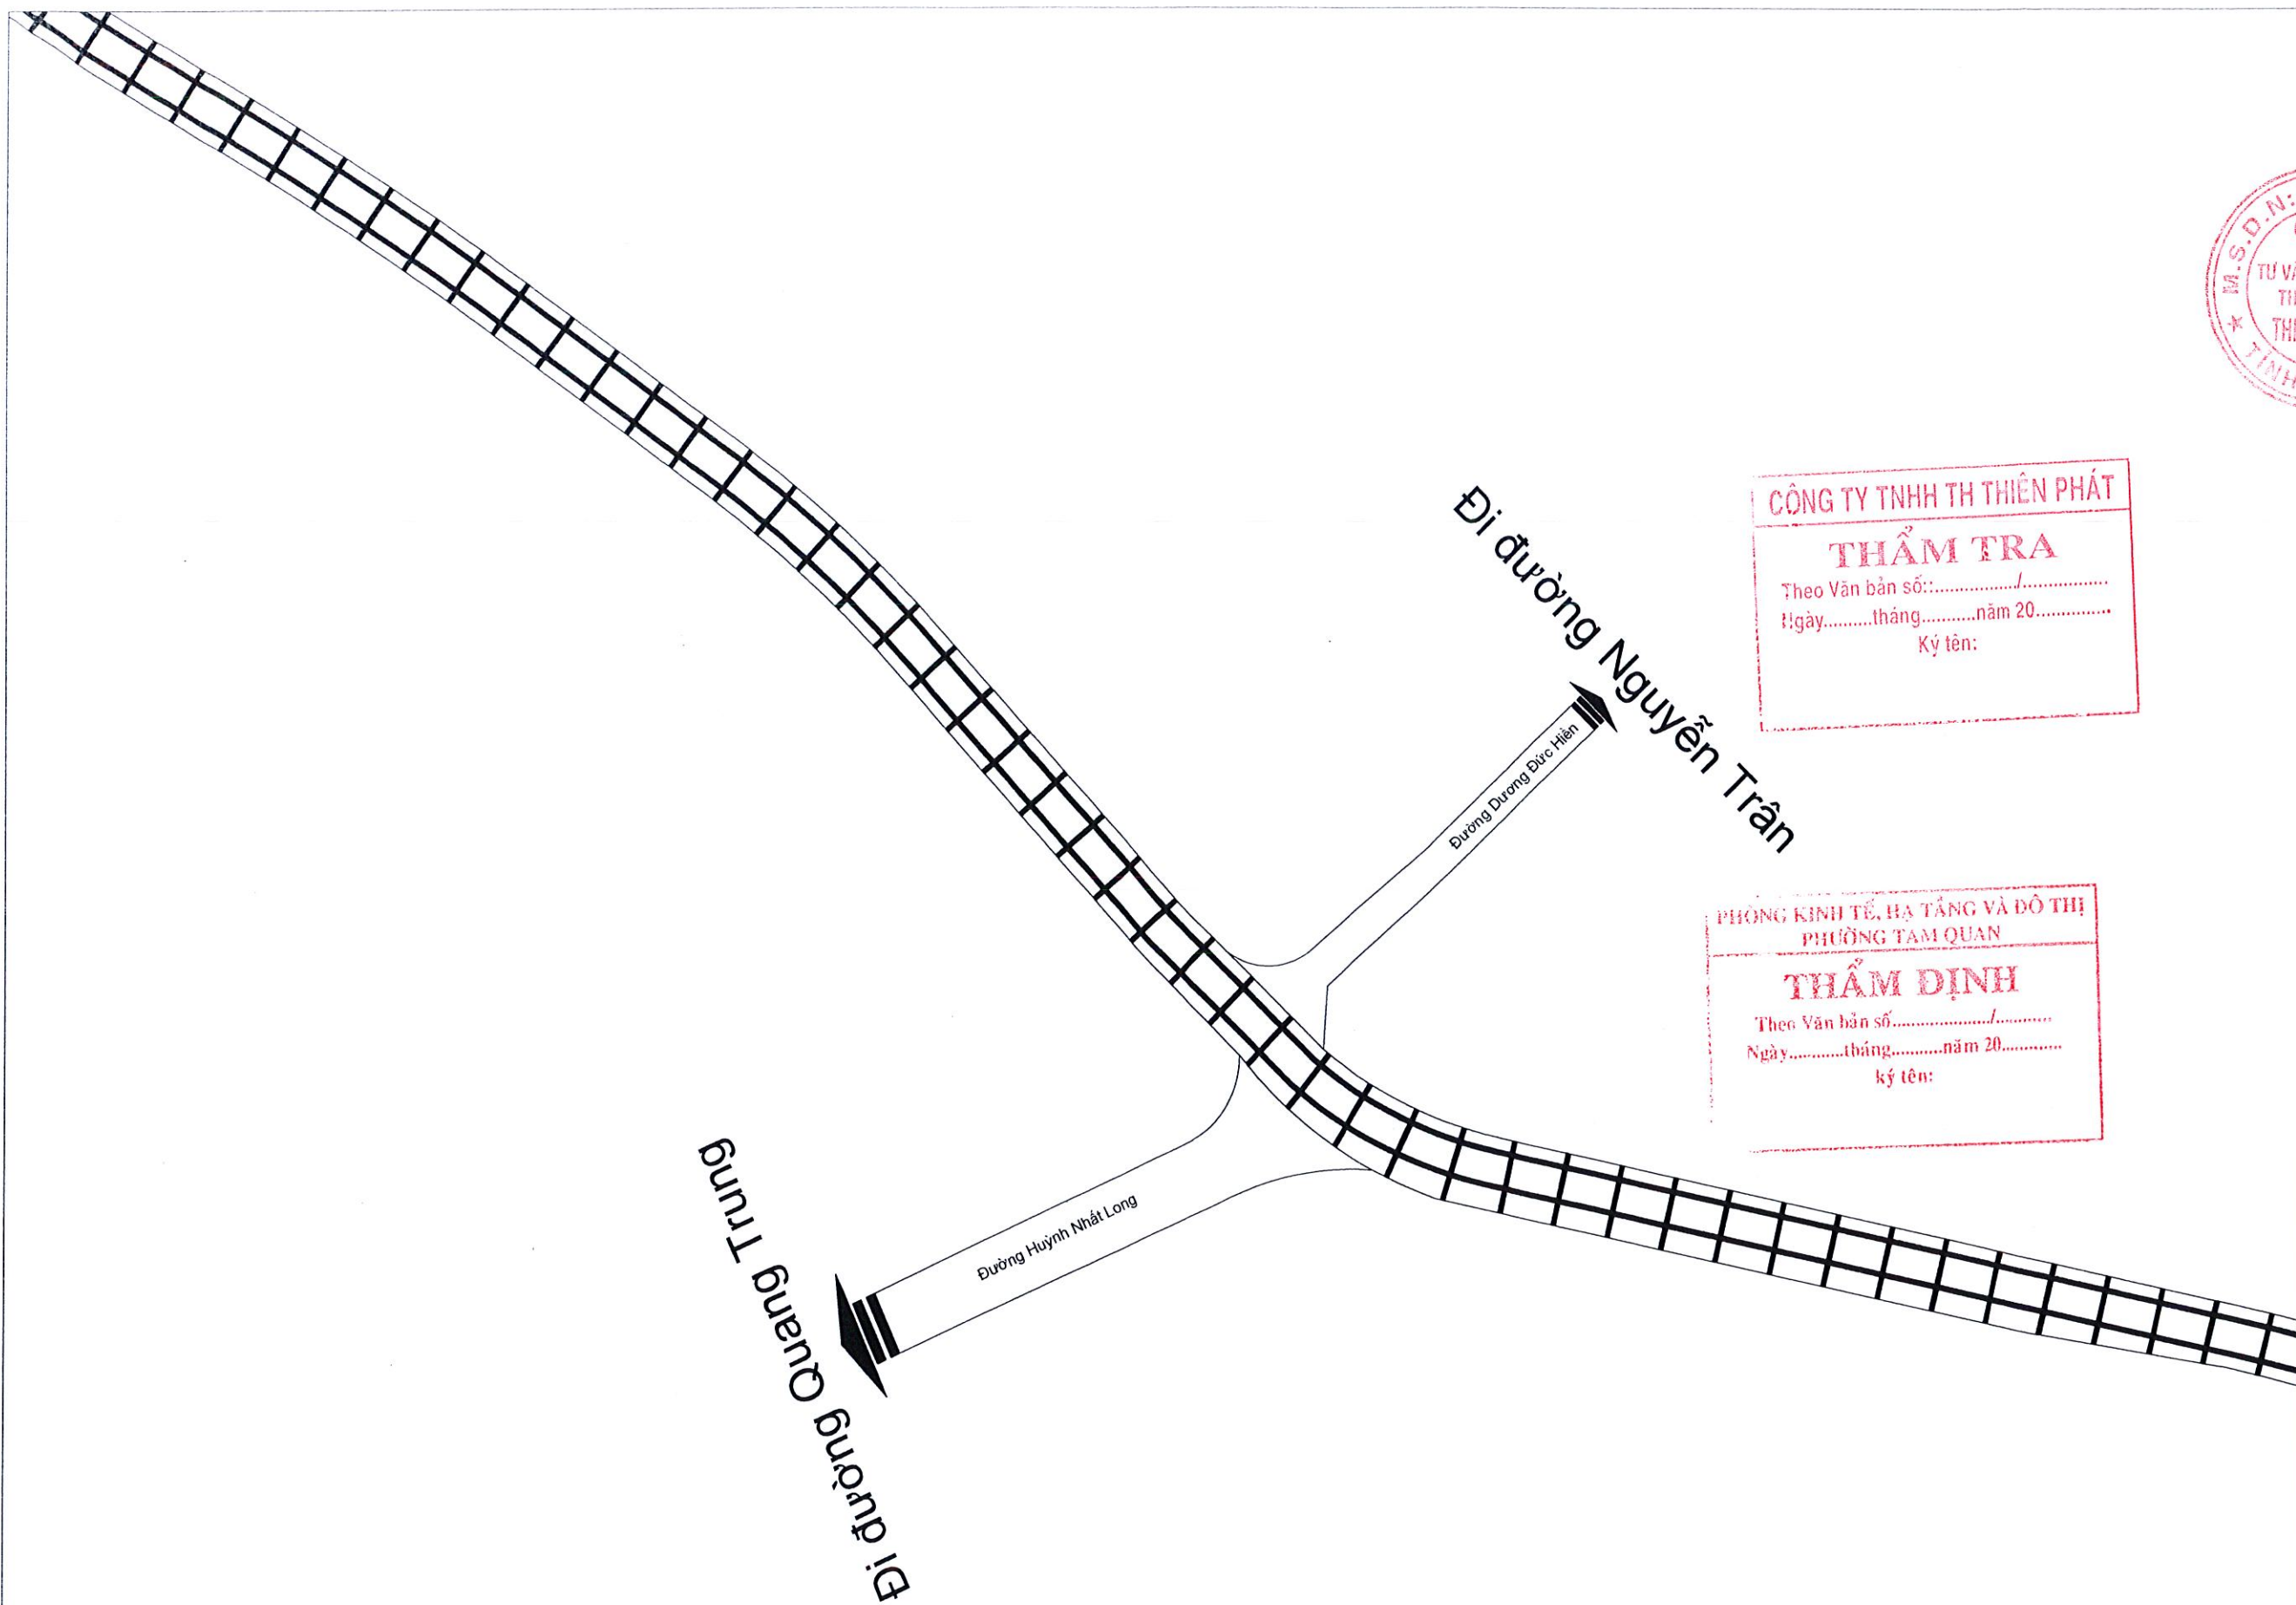 M.S.D.N:
TƯ V
TỈNH
CÔNG TY TNHH TH THIÊN PHÁT
THẨM TRA
Theo Văn bản số::................/.................
Ngày.........tháng...........năm 20..............
Ký tên:
Đi đường Nguyễn Trân
Đường Dương Đức Hiền
PHÒNG KINH TẾ, HẠ TẦNG VÀ ĐÔ THỊ
PHƯỜNG TAM QUAN
THẨM ĐỊNH
Theo Văn bản số..................../............
Ngày...........tháng..........năm 20............
ký tên:
Đường Huỳnh Nhất Long
Đi đường Quang Trung